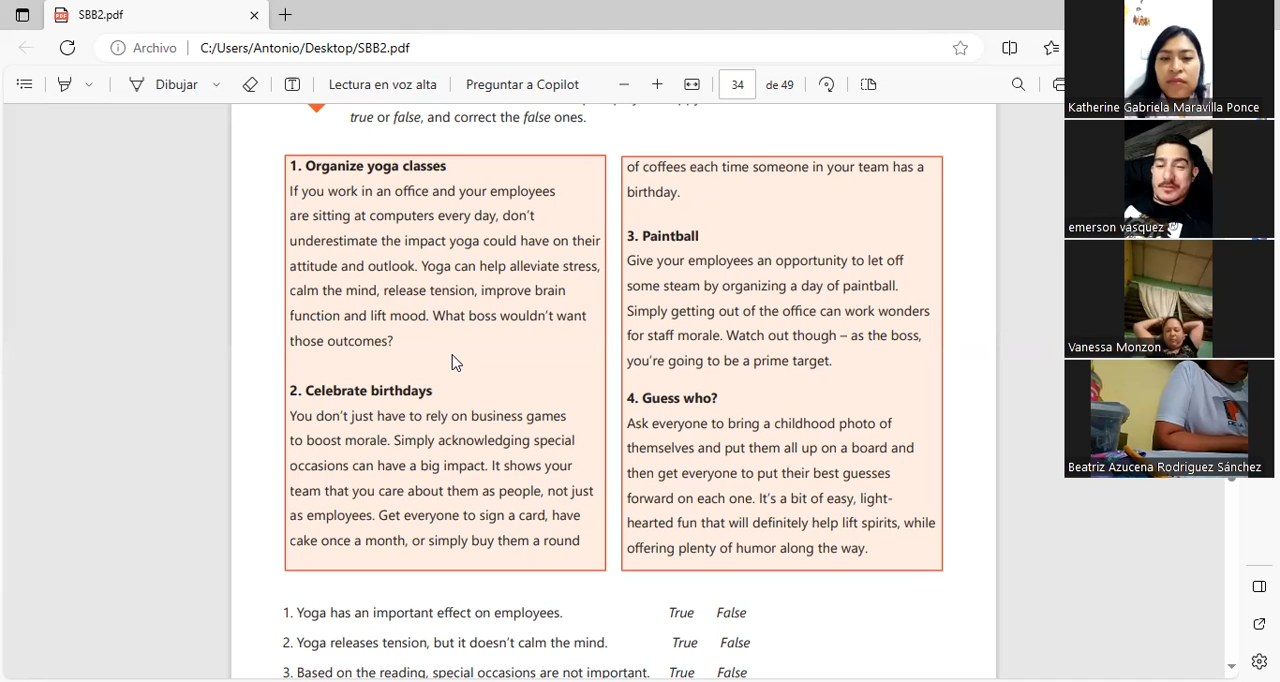 SBB2.pdf
Archivo
C:/Users/Antonio/Desktop/SBB2.pdf
Dibujar
Lectura en voz alta
Preguntar a Copilot
34
de 49
true or false, and correct the false ones.
1. Organize yoga classes
If you work in an office and your employees
are sitting at computers every day, don't
underestimate the impact yoga could have on their
attitude and outlook. Yoga can help alleviate stress,
calm the mind, release tension, improve brain
function and lift mood. What boss wouldn't want
those outcomes?
2. Celebrate birthdays
You don't just have to rely on business games
to boost morale. Simply acknowledging special
occasions can have a big impact. It shows your
team that you care about them as people, not just
as employees. Get everyone to sign a card, have
cake once a month, or simply buy them a round
of coffees each time someone in your team has a
birthday.
3. Paintball
Give your employees an opportunity to let off
some steam by organizing a day of paintball.
Simply getting out of the office can work wonders
for staff morale. Watch out though – as the boss,
you're going to be a prime target.
4. Guess who?
Ask everyone to bring a childhood photo of
themselves and put them all up on a board and
then get everyone to put their best guesses
forward on each one. It's a bit of easy, light-
hearted fun that will definitely help lift spirits, while
offering plenty of humor along the way.
1. Yoga has an important effect on employees. True False
2. Yoga releases tension, but it doesn't calm the mind. True False
3. Based on the reading, special occasions are not important. True False
Katherine Gabriela Maravilla Ponce
emerson vasquez
Vanessa Monzon
Beatriz Azucena Rodriguez Sánchez